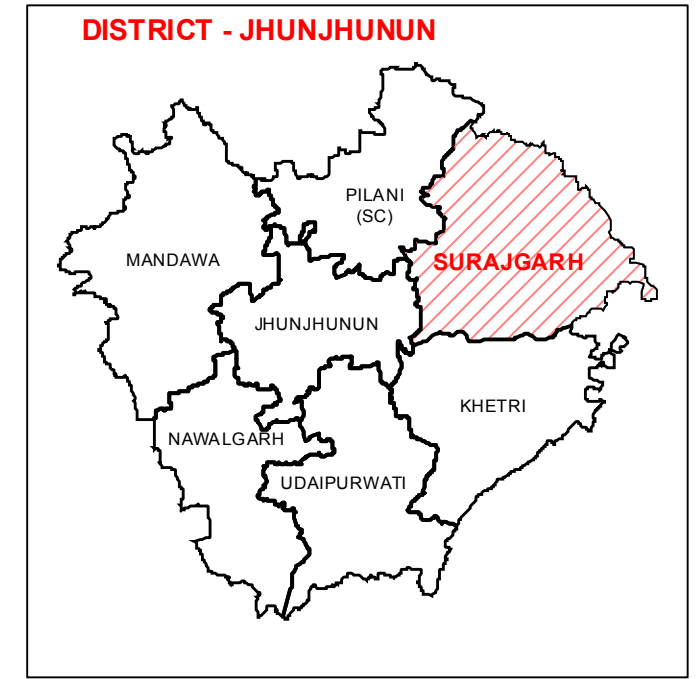 DISTRICT - JHUNJHUNUN
PILANI
(SC)
MANDAWA
SURAJGARH
JHUNJHUNUN
KHETRI
NAWALGARH
UDAIPURWATI